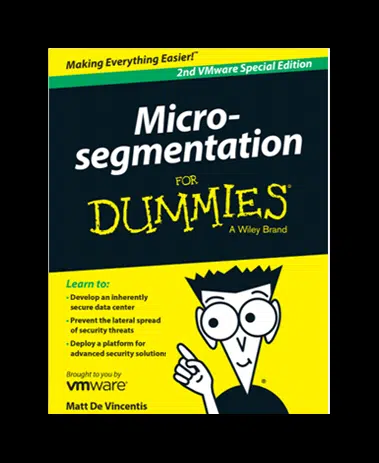 Making Everything Easier!™
2nd VMware Special Edition
Micro-
segmentation
FOR
DUMMIES®
A Wiley Brand
Learn to:
• Develop an inherently
secure data center
• Prevent the lateral spread
of security threats
• Deploy a platform for
advanced security solutions
Brought to you by
vmware®
Matt De Vincentis